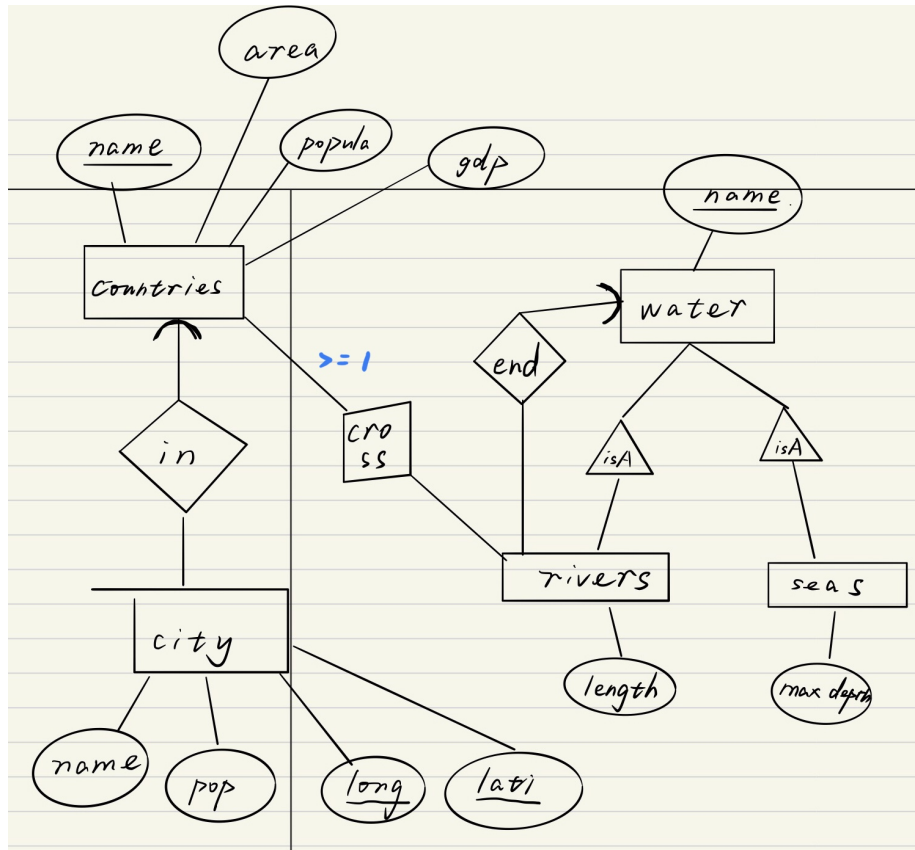 area
name
popula
gdp
name
countries
water
>= 1
end
cro
ss
in
isA
isA
rivers
seas
city
length
max depth
name
pop
long
lati